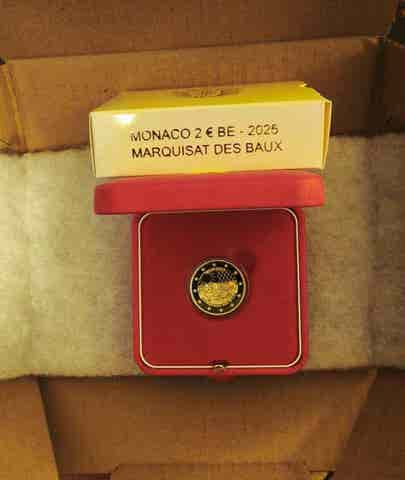 MONACO 2 € BE - 2025
MARQUISAT DES BAUX